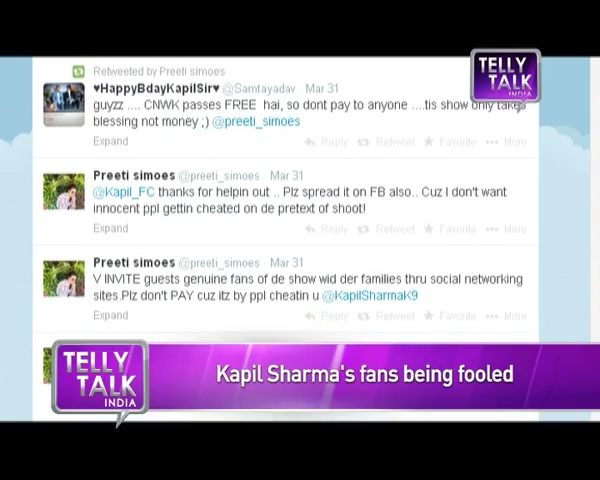 Retweeted by Preeti simoes
♥HappyBdayKapilSir♥ @Samtayadav · Mar 31
guyzz .... CNWK passes FREE hai, so dont pay to anyone ....tis show only takes
blessing not money ;) @preeti_simoes
Expand Reply Retweet Favorite More
Preeti simoes @preeti_simoes · Mar 31
@Kapil_FC thanks for helpin out .. Plz spread it on FB also.. Cuz I don't want
innocent ppl gettin cheated on de pretext of shoot!
Expand Reply Retweet Favorite More
Preeti simoes @preeti_simoes · Mar 31
V INVITE guests genuine fans of de show wid der families thru social networking
sites.Plz don't PAY cuz itz by ppl cheatin u @KapilSharmaK9
Expand Reply Retweet Favorite More
TELLY
TALK
INDIA
TELLY
TALK
INDIA
Kapil Sharma's fans being fooled